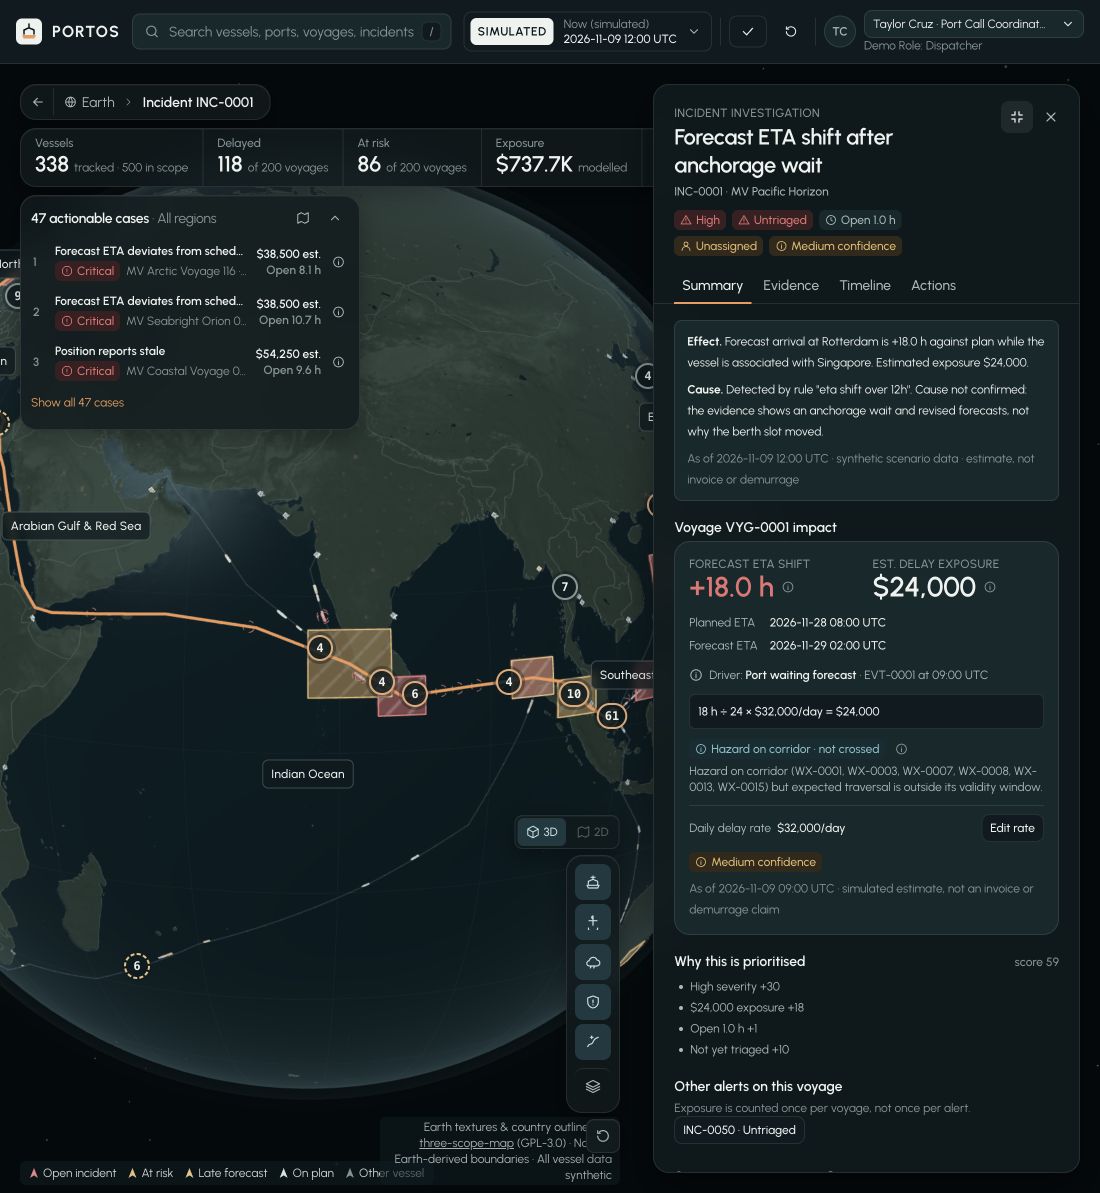 PORTOS
Search vessels, ports, voyages, incidents
/
SIMULATED
Now (simulated)
2026-11-09 12:00 UTC
TC
Taylor Cruz · Port Call Coordinat...
Demo Role: Dispatcher
Earth
Incident INC-0001
Vessels
338 tracked · 500 in scope
Delayed
118 of 200 voyages
At risk
86 of 200 voyages
Exposure
$737.7K modelled
47 actionable cases · All regions
1
Forecast ETA deviates from sched...
$38,500 est.
Critical
MV Arctic Voyage 116 ·...
Open 8.1 h
2
Forecast ETA deviates from sched...
$38,500 est.
Critical
MV Seabright Orion 0...
Open 10.7 h
3
Position reports stale
$54,250 est.
Critical
MV Coastal Voyage 0...
Open 9.6 h
Show all 47 cases
9
4
Arabian Gulf & Red Sea
7
4
4
6
4
10
61
Southeast
Indian Ocean
6
3D
2D
Earth textures & country outline
three-scope-map (GPL-3.0) · No
Earth-derived boundaries · All vessel data
synthetic
Open incident
At risk
Late forecast
On plan
Other vessel
INCIDENT INVESTIGATION
Forecast ETA shift after
anchorage wait
INC-0001 · MV Pacific Horizon
High
Untriaged
Open 1.0 h
Unassigned
Medium confidence
Summary
Evidence
Timeline
Actions
Effect. Forecast arrival at Rotterdam is +18.0 h against plan while the
vessel is associated with Singapore. Estimated exposure $24,000.
Cause. Detected by rule "eta shift over 12h". Cause not confirmed:
the evidence shows an anchorage wait and revised forecasts, not
why the berth slot moved.
As of 2026-11-09 12:00 UTC · synthetic scenario data · estimate, not
invoice or demurrage
Voyage VYG-0001 impact
FORECAST ETA SHIFT
EST. DELAY EXPOSURE
+18.0 h
$24,000
Planned ETA 2026-11-28 08:00 UTC
Forecast ETA 2026-11-29 02:00 UTC
Driver: Port waiting forecast · EVT-0001 at 09:00 UTC
18 h ÷ 24 × $32,000/day = $24,000
Hazard on corridor · not crossed
Hazard on corridor (WX-0001, WX-0003, WX-0007, WX-0008, WX-
0013, WX-0015) but expected traversal is outside its validity window.
Daily delay rate $32,000/day
Edit rate
Medium confidence
As of 2026-11-09 09:00 UTC · simulated estimate, not an invoice or
demurrage claim
Why this is prioritised
score 59
• High severity +30
• $24,000 exposure +18
• Open 1.0 h +1
• Not yet triaged +10
Other alerts on this voyage
Exposure is counted once per voyage, not once per alert.
INC-0050 · Untriaged